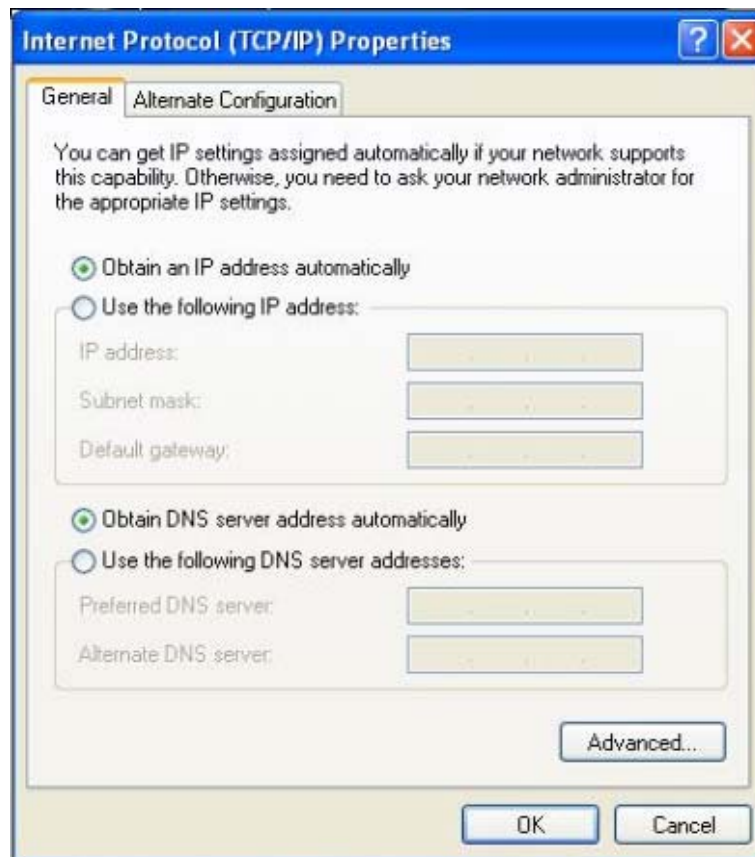 Internet Protocol (TCP/IP) Properties
General
Alternate Configuration
You can get IP settings assigned automatically if your network supports
this capability. Otherwise, you need to ask your network administrator for
the appropriate IP settings.
Obtain an IP address automatically
Use the following IP address:
IP address:
Subnet mask:
Default gateway:
Obtain DNS server address automatically
Use the following DNS server addresses:
Preferred DNS server:
Alternate DNS server:
Advanced...
OK
Cancel